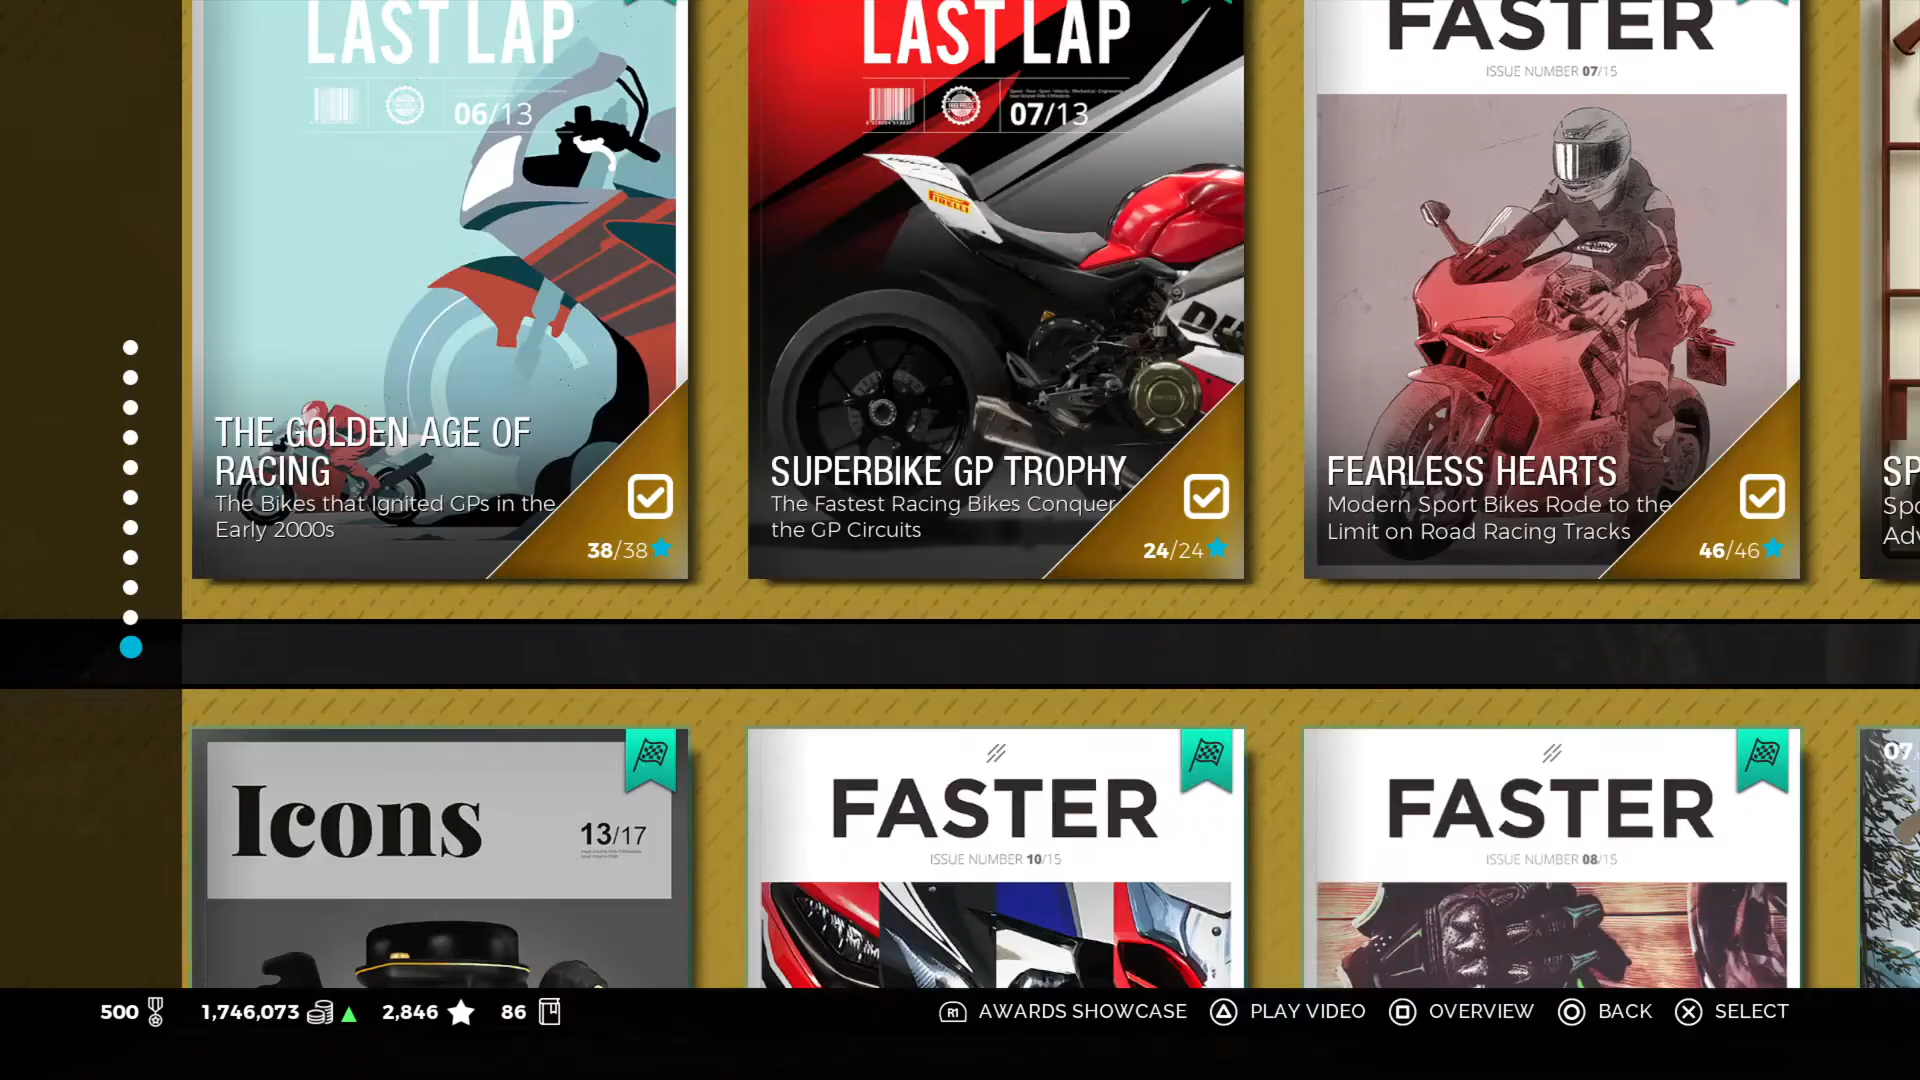 LAST LAP
06/13
THE GOLDEN AGE OF
RACING
The Bikes that Ignited GPs in the
Early 2000s
38/38
LAST LAP
07/13
PIRELLI
SUPERBIKE GP TROPHY
The Fastest Racing Bikes Conquer
the GP Circuits
24/24
FASTER
ISSUE NUMBER 07/15
FEARLESS HEARTS
Modern Sport Bikes Rode to the
Limit on Road Racing Tracks
46/46
Icons
13/17
FASTER
ISSUE NUMBER 10/15
FASTER
ISSUE NUMBER 08/15
500 1,746,073 2,846 86
R1 AWARDS SHOWCASE PLAY VIDEO OVERVIEW BACK SELECT